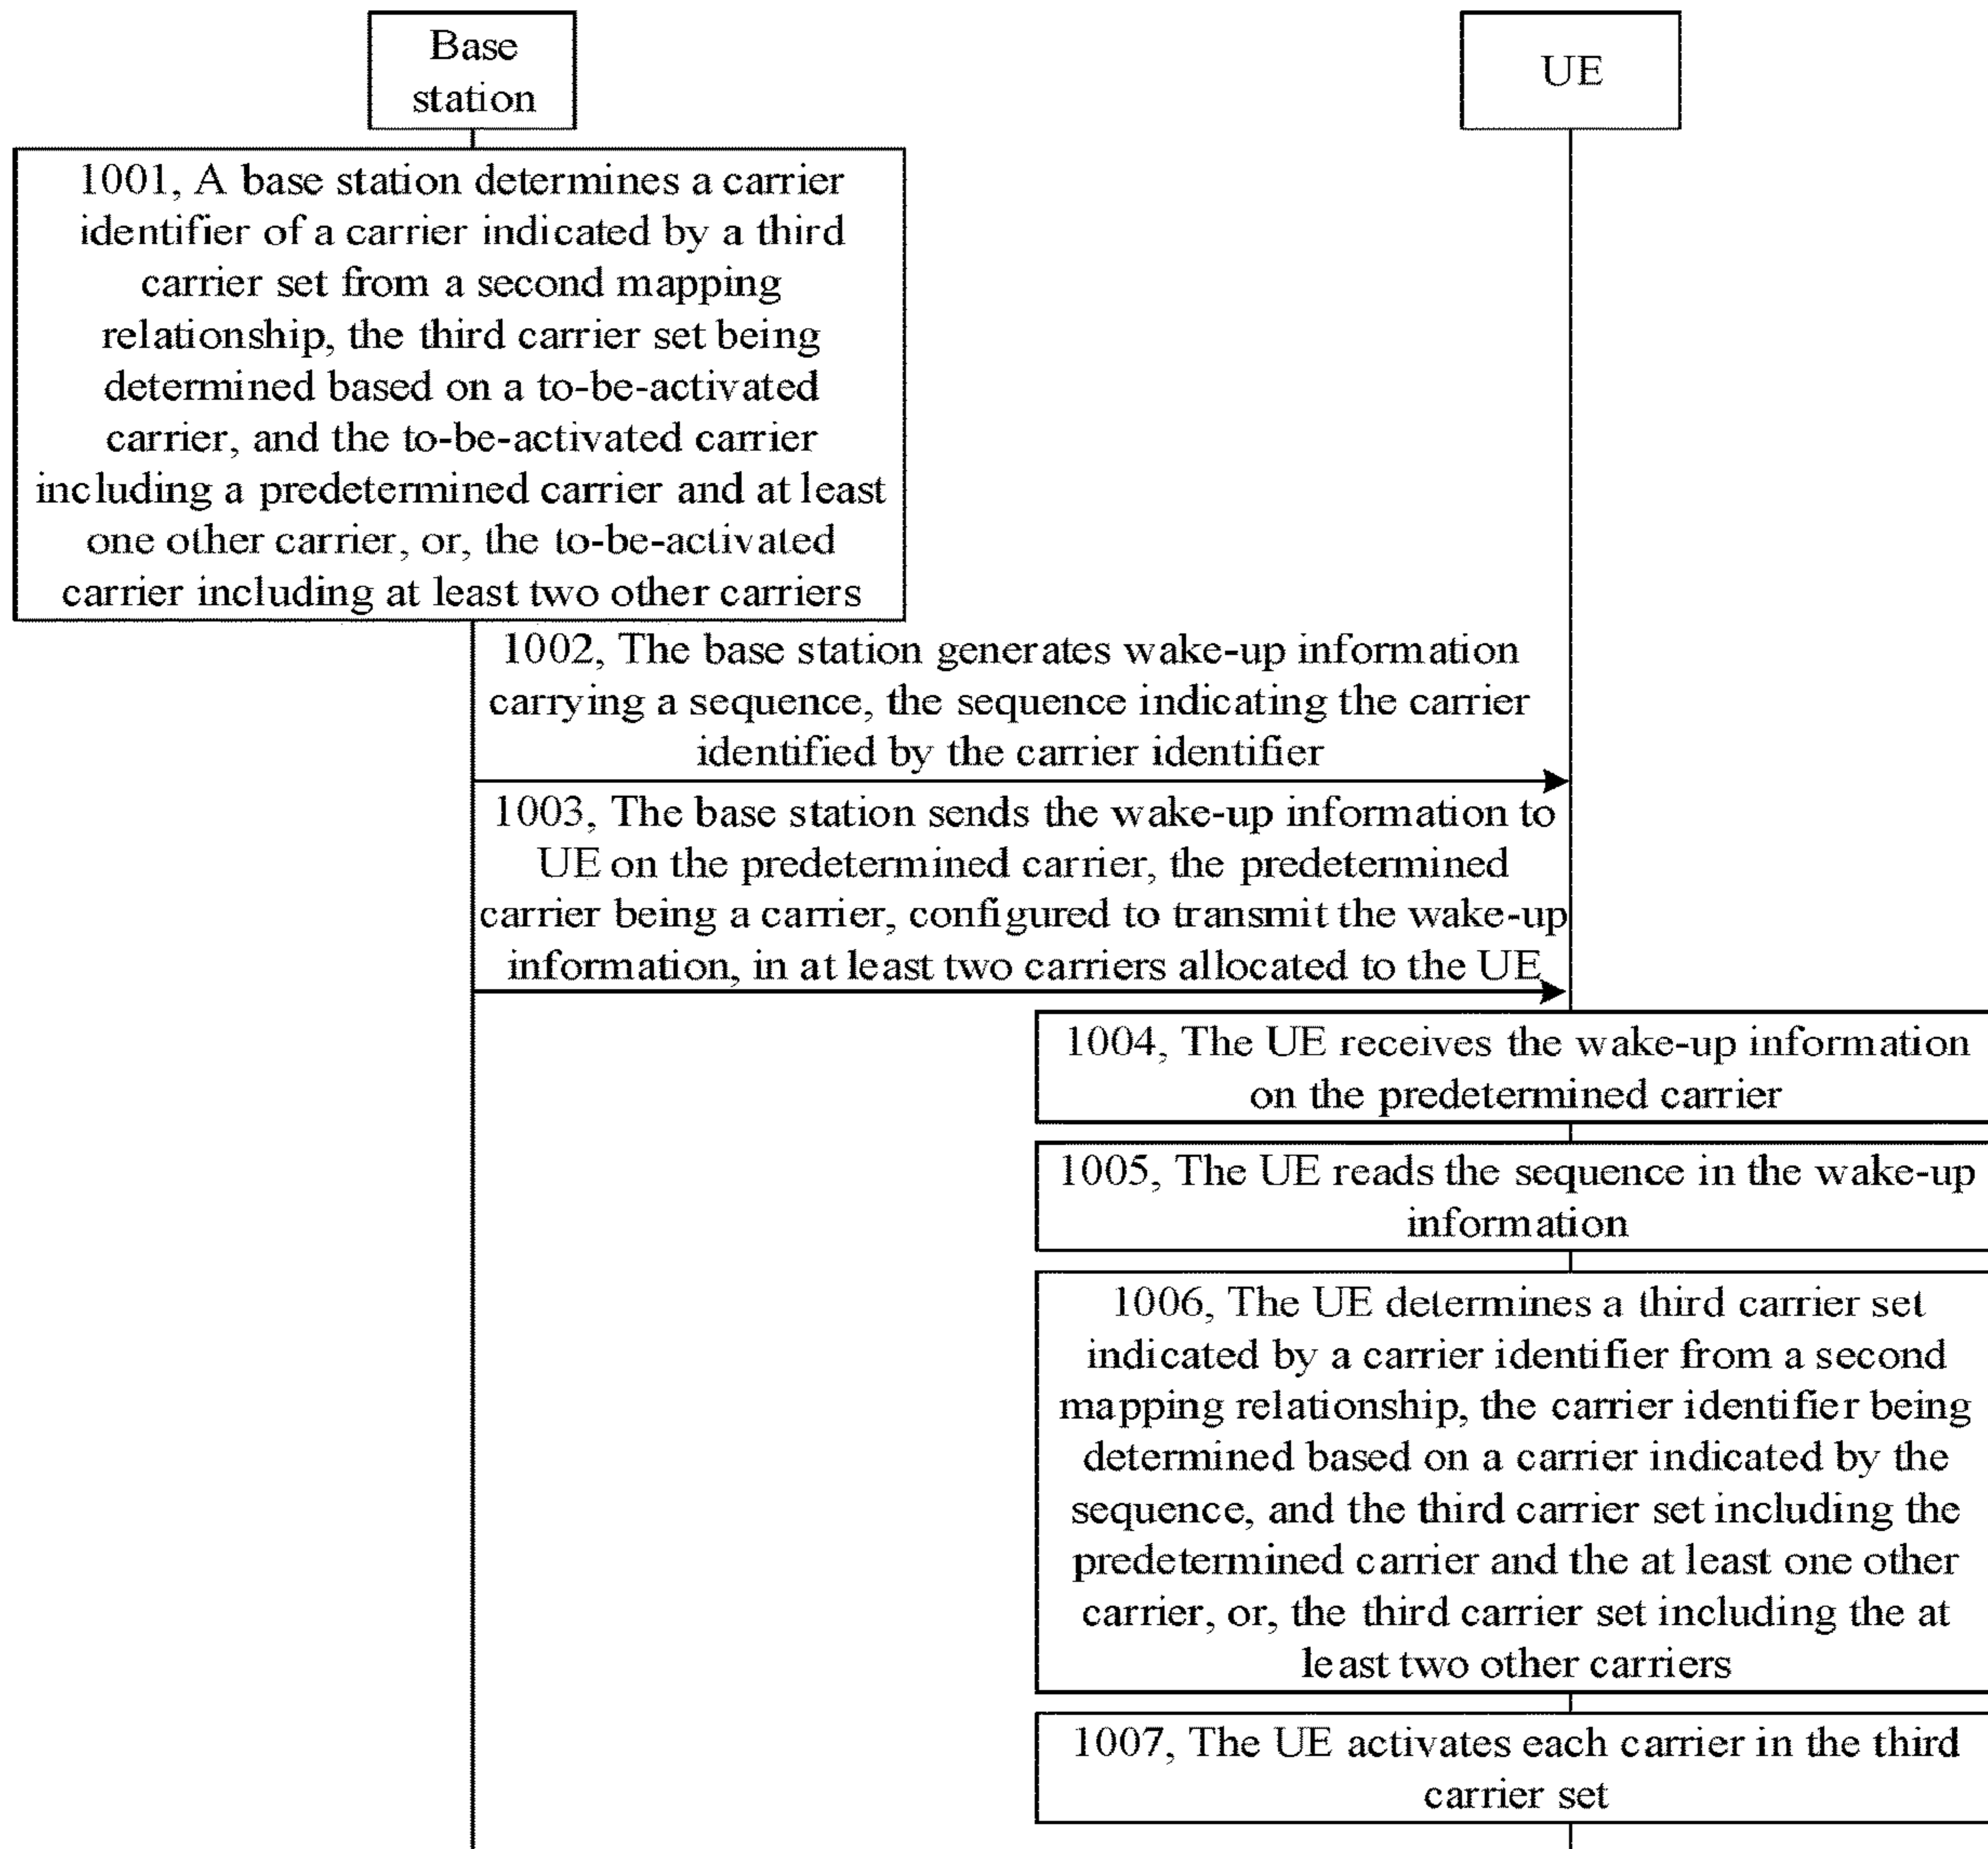 Base
station
UE
1001, A base station determines a carrier
identifier of a carrier indicated by a third
carrier set from a second mapping
relationship, the third carrier set being
determined based on a to-be-activated
carrier, and the to-be-activated carrier
including a predetermined carrier and at least
one other carrier, or, the to-be-activated
carrier including at least two other carriers
1002, The base station generates wake-up information
carrying a sequence, the sequence indicating the carrier
identified by the carrier identifier
1003, The base station sends the wake-up information to
UE on the predetermined carrier, the predetermined
carrier being a carrier, configured to transmit the wake-up
information, in at least two carriers allocated to the UE
1004, The UE receives the wake-up information
on the predetermined carrier
1005, The UE reads the sequence in the wake-up
information
1006, The UE determines a third carrier set
indicated by a carrier identifier from a second
mapping relationship, the carrier identifier being
determined based on a carrier indicated by the
sequence, and the third carrier set including the
predetermined carrier and the at least one other
carrier, or, the third carrier set including the at
least two other carriers
1007, The UE activates each carrier in the third
carrier set